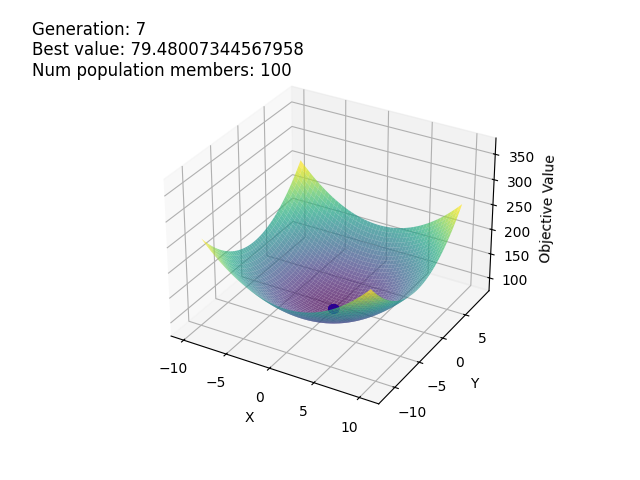 Generation: 7
Best value: 79.48007344567958
Num population members: 100
350
300
250
200
150
100
Objective Value
−10
−5
0
5
10
X
−10
−5
0
5
Y